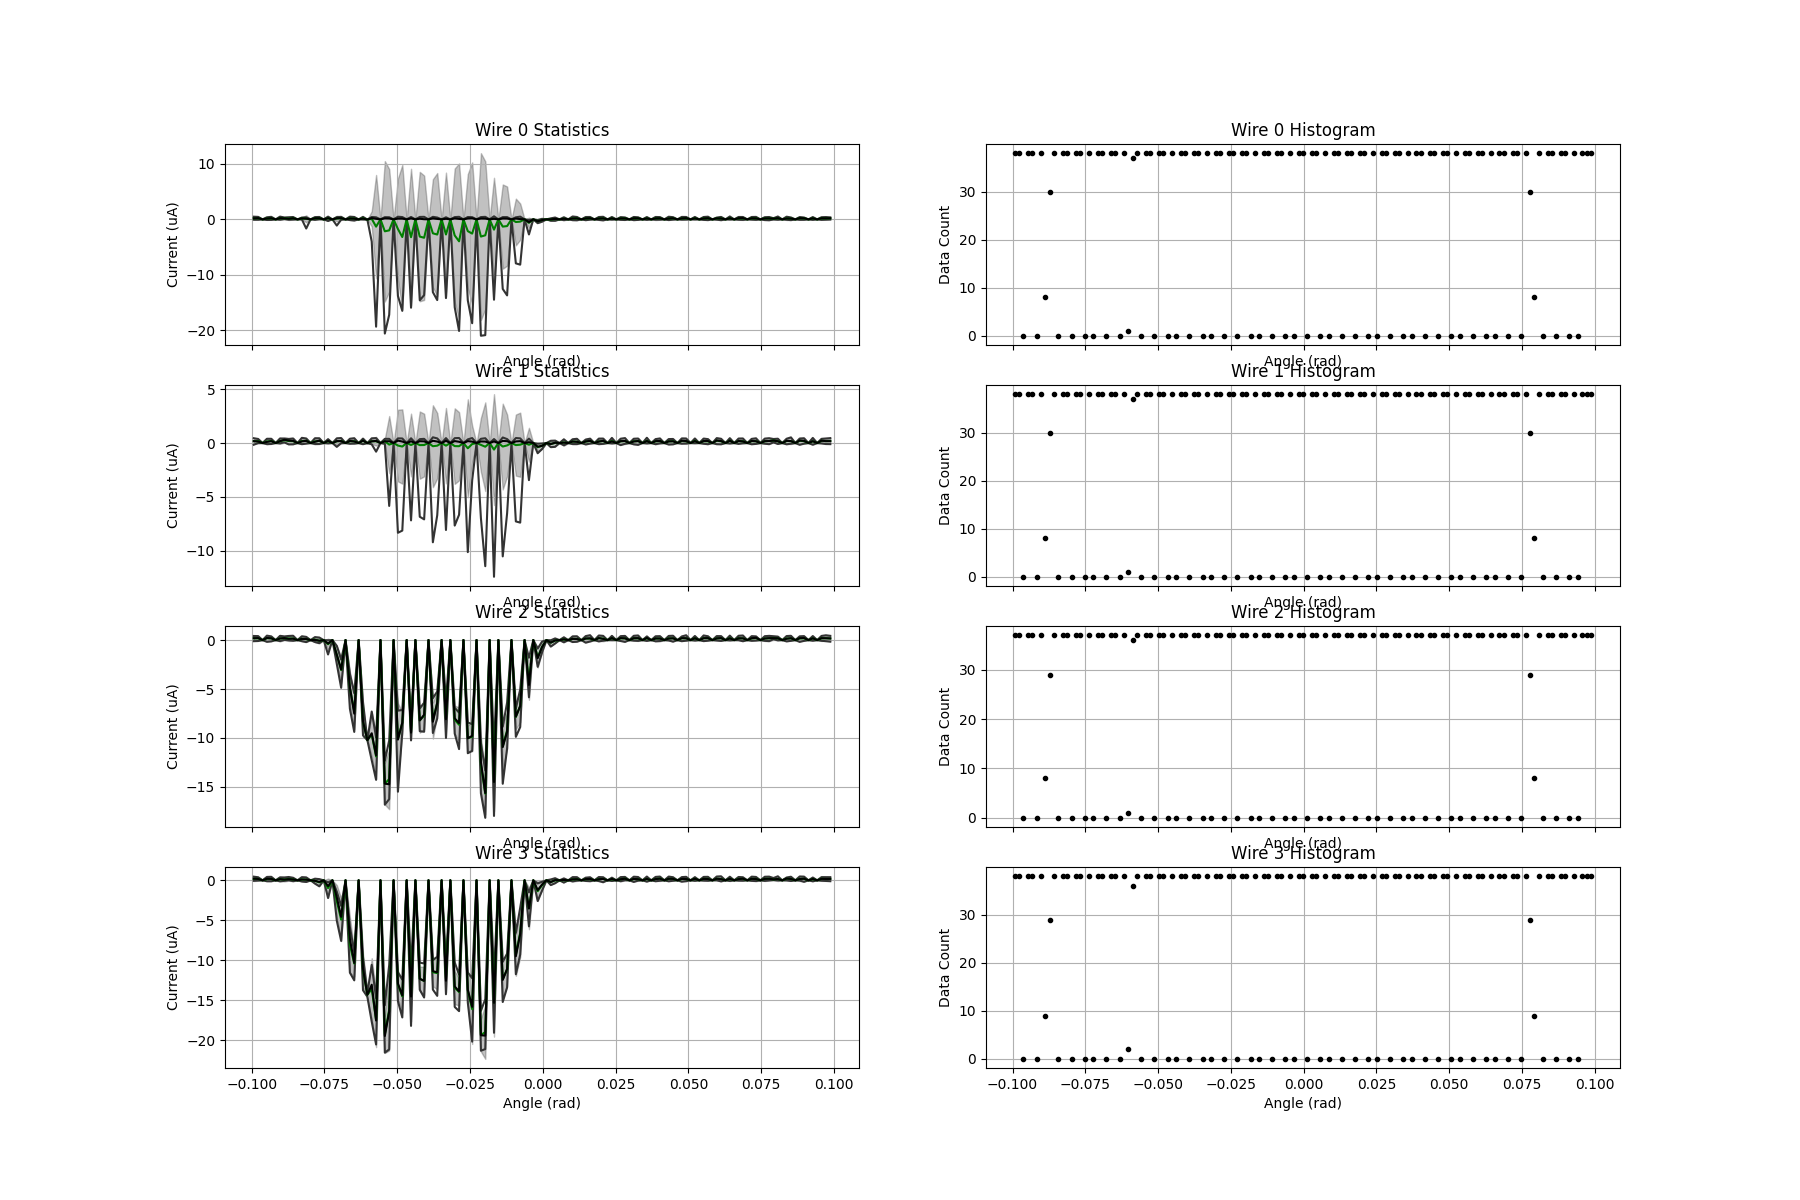 Wire 0 Statistics
10
0
−10
−20
Current (uA)
Angle (rad)
Wire 0 Histogram
30
20
10
0
Data Count
Angle (rad)
Wire 1 Statistics
5
0
−5
−10
Current (uA)
Angle (rad)
Wire 1 Histogram
30
20
10
0
Data Count
Angle (rad)
Wire 2 Statistics
0
−5
−10
−15
Current (uA)
Angle (rad)
Wire 2 Histogram
30
20
10
0
Data Count
Angle (rad)
Wire 3 Statistics
0
−5
−10
−15
−20
Current (uA)
−0.100 −0.075 −0.050 −0.025 0.000 0.025 0.050 0.075 0.100
Angle (rad)
Wire 3 Histogram
30
20
10
0
Data Count
−0.100 −0.075 −0.050 −0.025 0.000 0.025 0.050 0.075 0.100
Angle (rad)